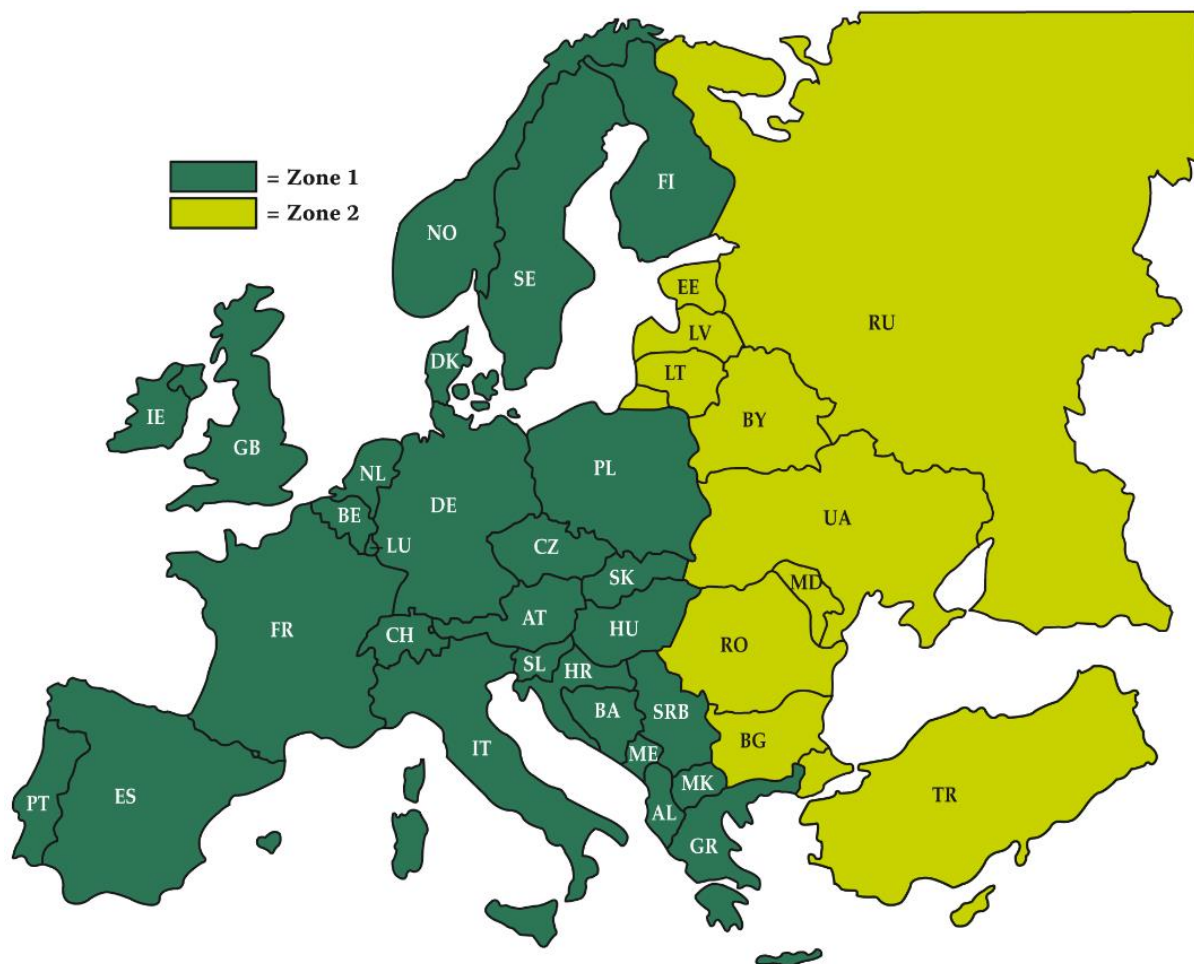 = Zone 1
= Zone 2
FI
NO
SE
EE
RU
LV
DK
LT
IE
BY
GB
NL
PL
DE
BE
UA
LU
CZ
SK
MD
AT
FR
CH
HU
RO
SL
HR
BA
SRB
BG
IT
ME
MK
ES
PT
TR
AL
GR